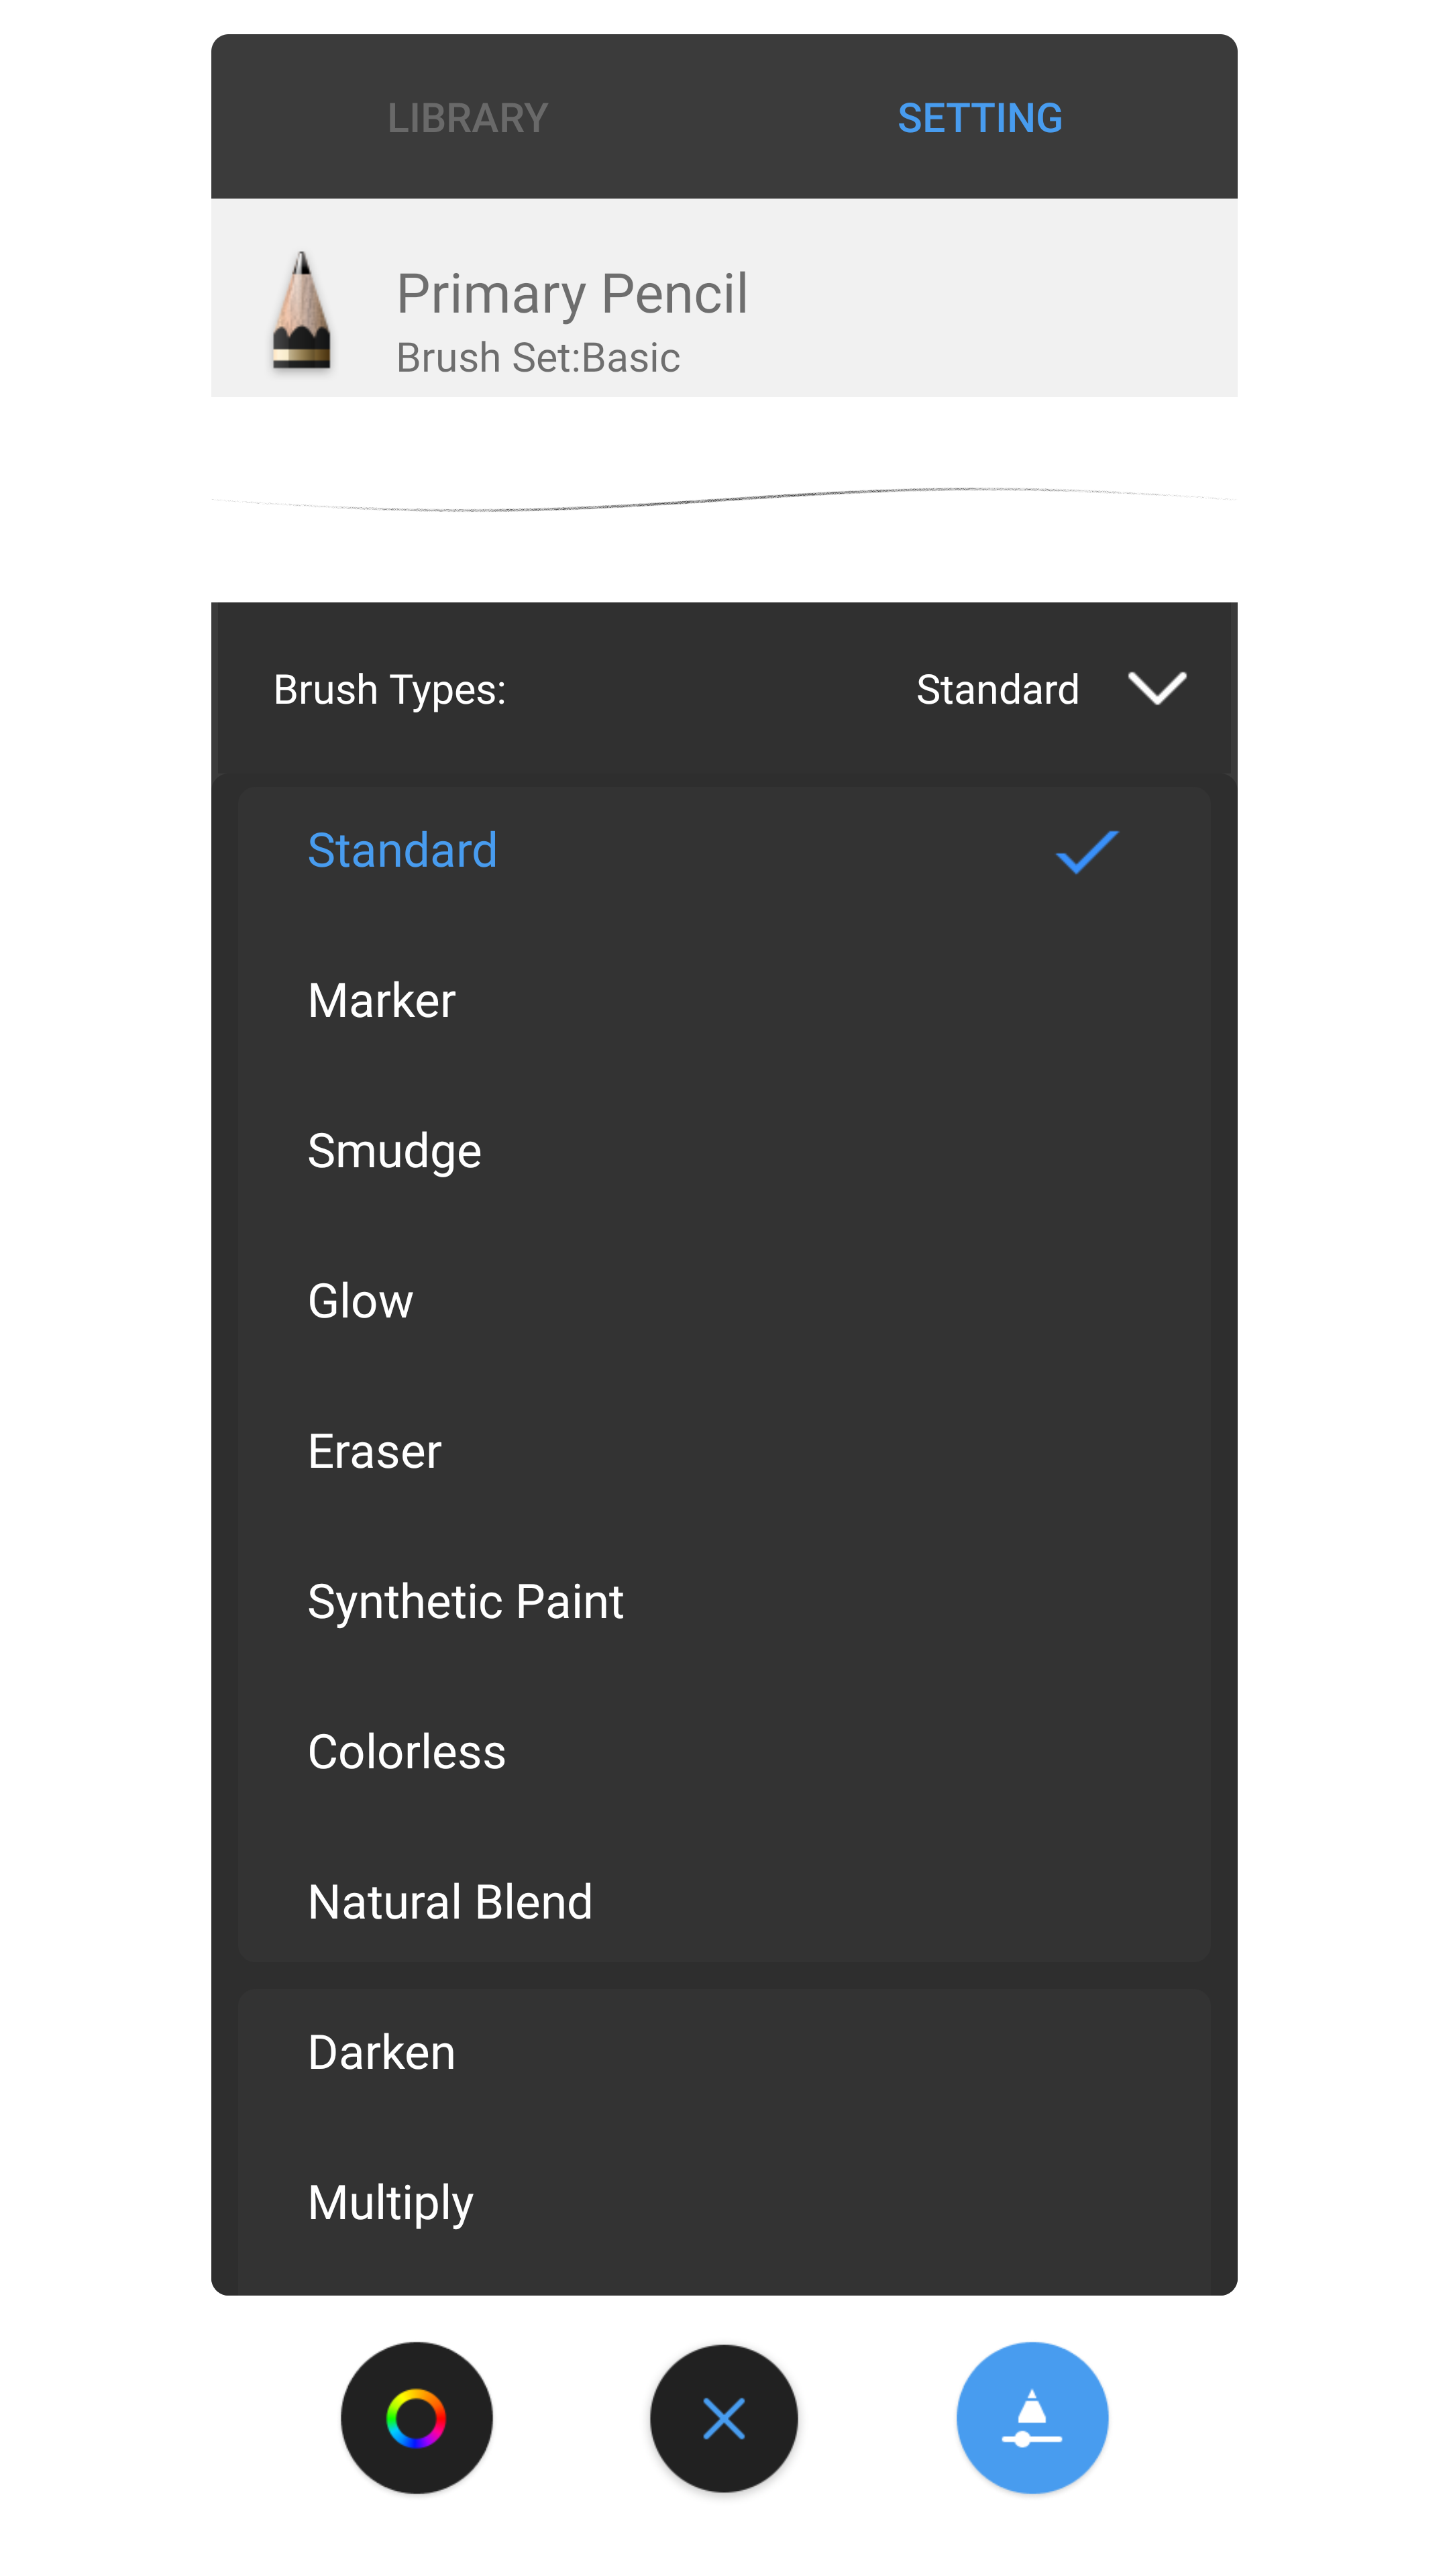 LIBRARY SETTING
Primary Pencil
Brush Set:Basic
Brush Types: Standard
Standard
Marker
Smudge
Glow
Eraser
Synthetic Paint
Colorless
Natural Blend
Darken
Multiply